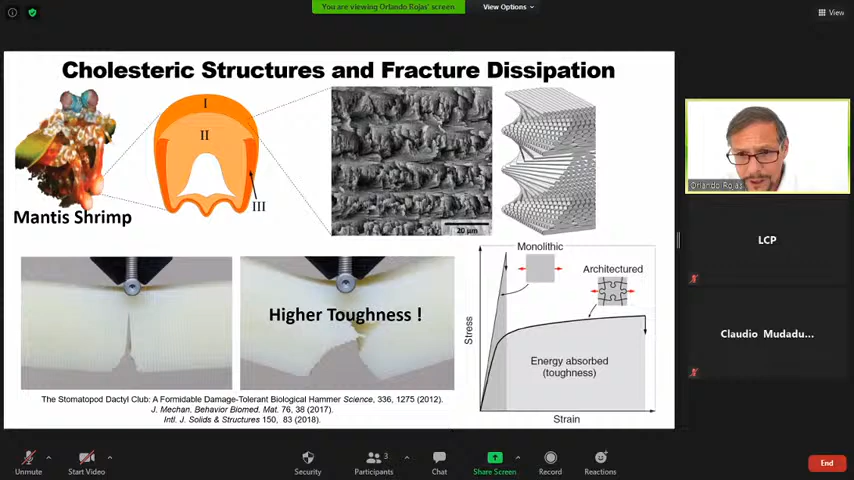 You are viewing Orlando Rojas' screen
View Options
View
Cholesteric Structures and Fracture Dissipation
I
II
III
Mantis Shrimp
20 µm
Orlando Rojas
LCP
Claudio Mudadu...
Higher Toughness !
Monolithic
Architectured
Stress
Energy absorbed
(toughness)
Strain
The Stomatopod Dactyl Club: A Formidable Damage-Tolerant Biological Hammer Science, 336, 1275 (2012).
J. Mechan. Behavior Biomed. Mat. 76, 38 (2017).
Intl. J. Solids & Structures 150, 83 (2018).
Unmute
Start Video
Security
Participants
3
Chat
Share Screen
Record
Reactions
End